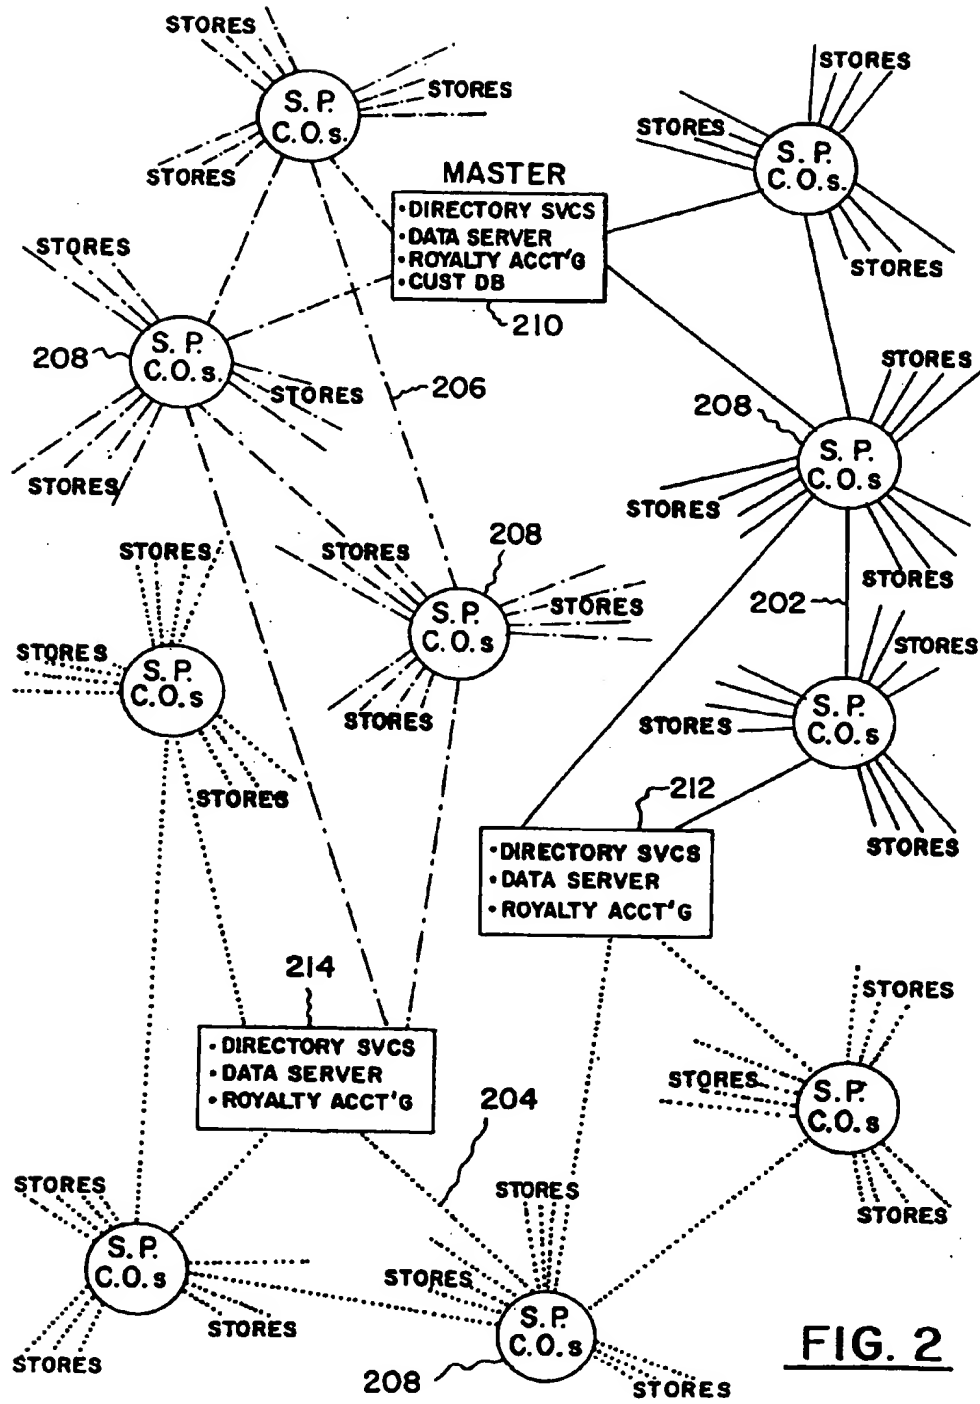 STORES
S. P.
C.O.s.
STORES
STORES
STORES
STORES
S. P.
C.O.s.
STORES
MASTER
• DIRECTORY SVCS
• DATA SERVER
• ROYALTY ACCT'G
• CUST DB
210
STORES
208
S. P.
C.O.s.
STORES
STORES
206
STORES
208
S. P.
C.O.s
STORES
STORES
202
STORES
208
STORES
S. P.
C.O.s
STORES
STORES
STORES
STORES
S. P.
C.O.s
STORES
STORES
S. P.
C.O.s
STORES
STORES
212
• DIRECTORY SVCS
• DATA SERVER
• ROYALTY ACCT'G
214
• DIRECTORY SVCS
• DATA SERVER
• ROYALTY ACCT'G
204
STORES
STORES
S. P.
C.O.s
STORES
STORES
S. P.
C.O.s
STORES
STORES
STORES
STORES
S. P.
C.O.s
208
STORES
FIG. 2